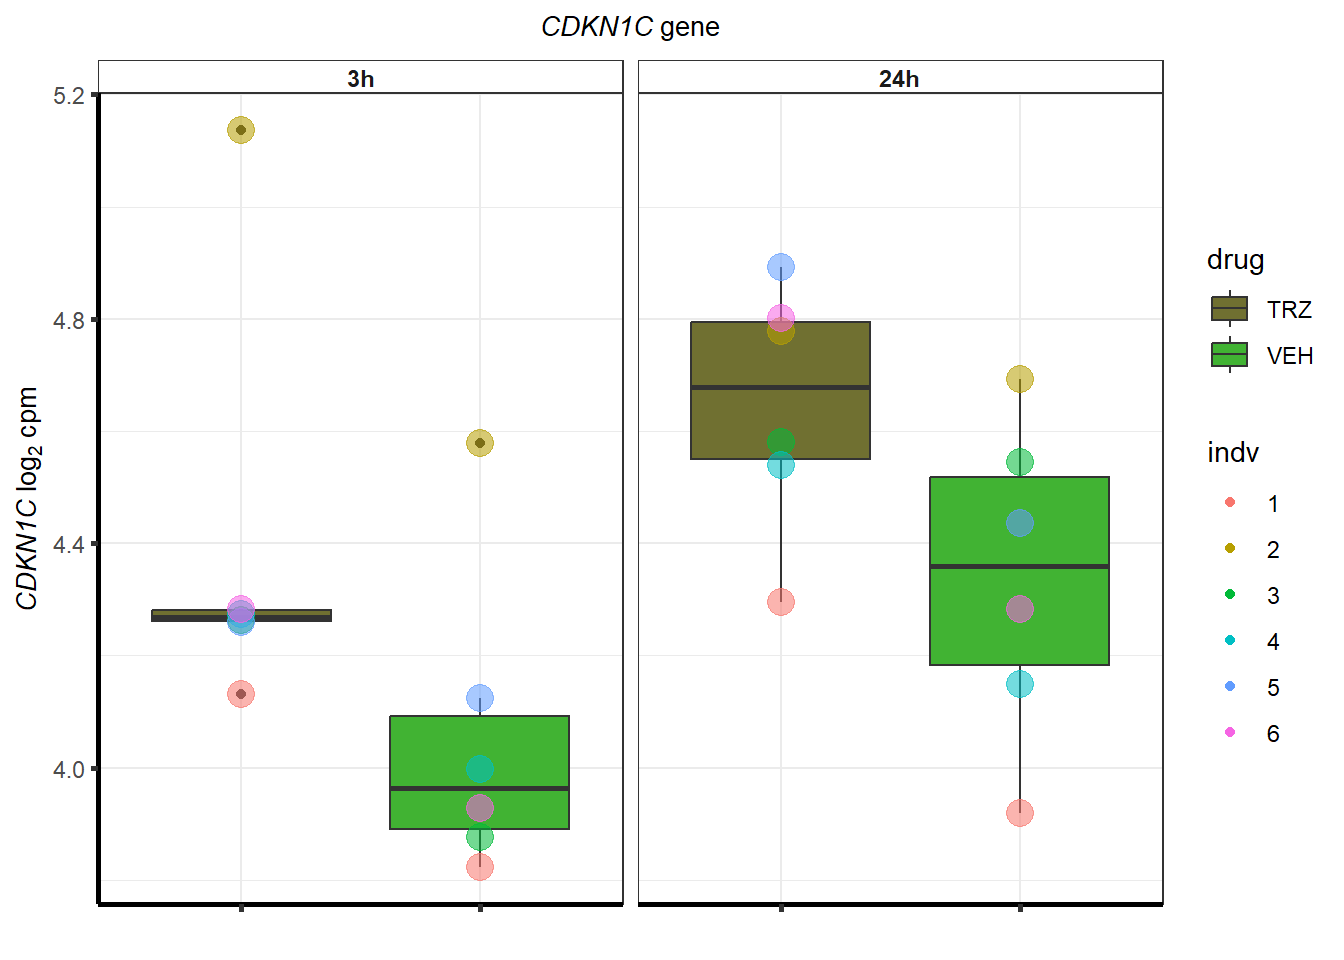 CDKN1C gene
3h
24h
5.2
4.8
4.4
4.0
CDKN1C log2 cpm
drug
TRZ
VEH
indv
1
2
3
4
5
6